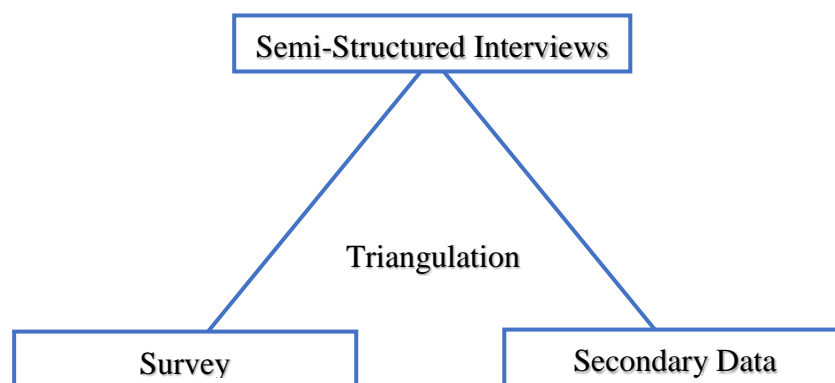 Semi-Structured Interviews
Triangulation
Survey
Secondary Data